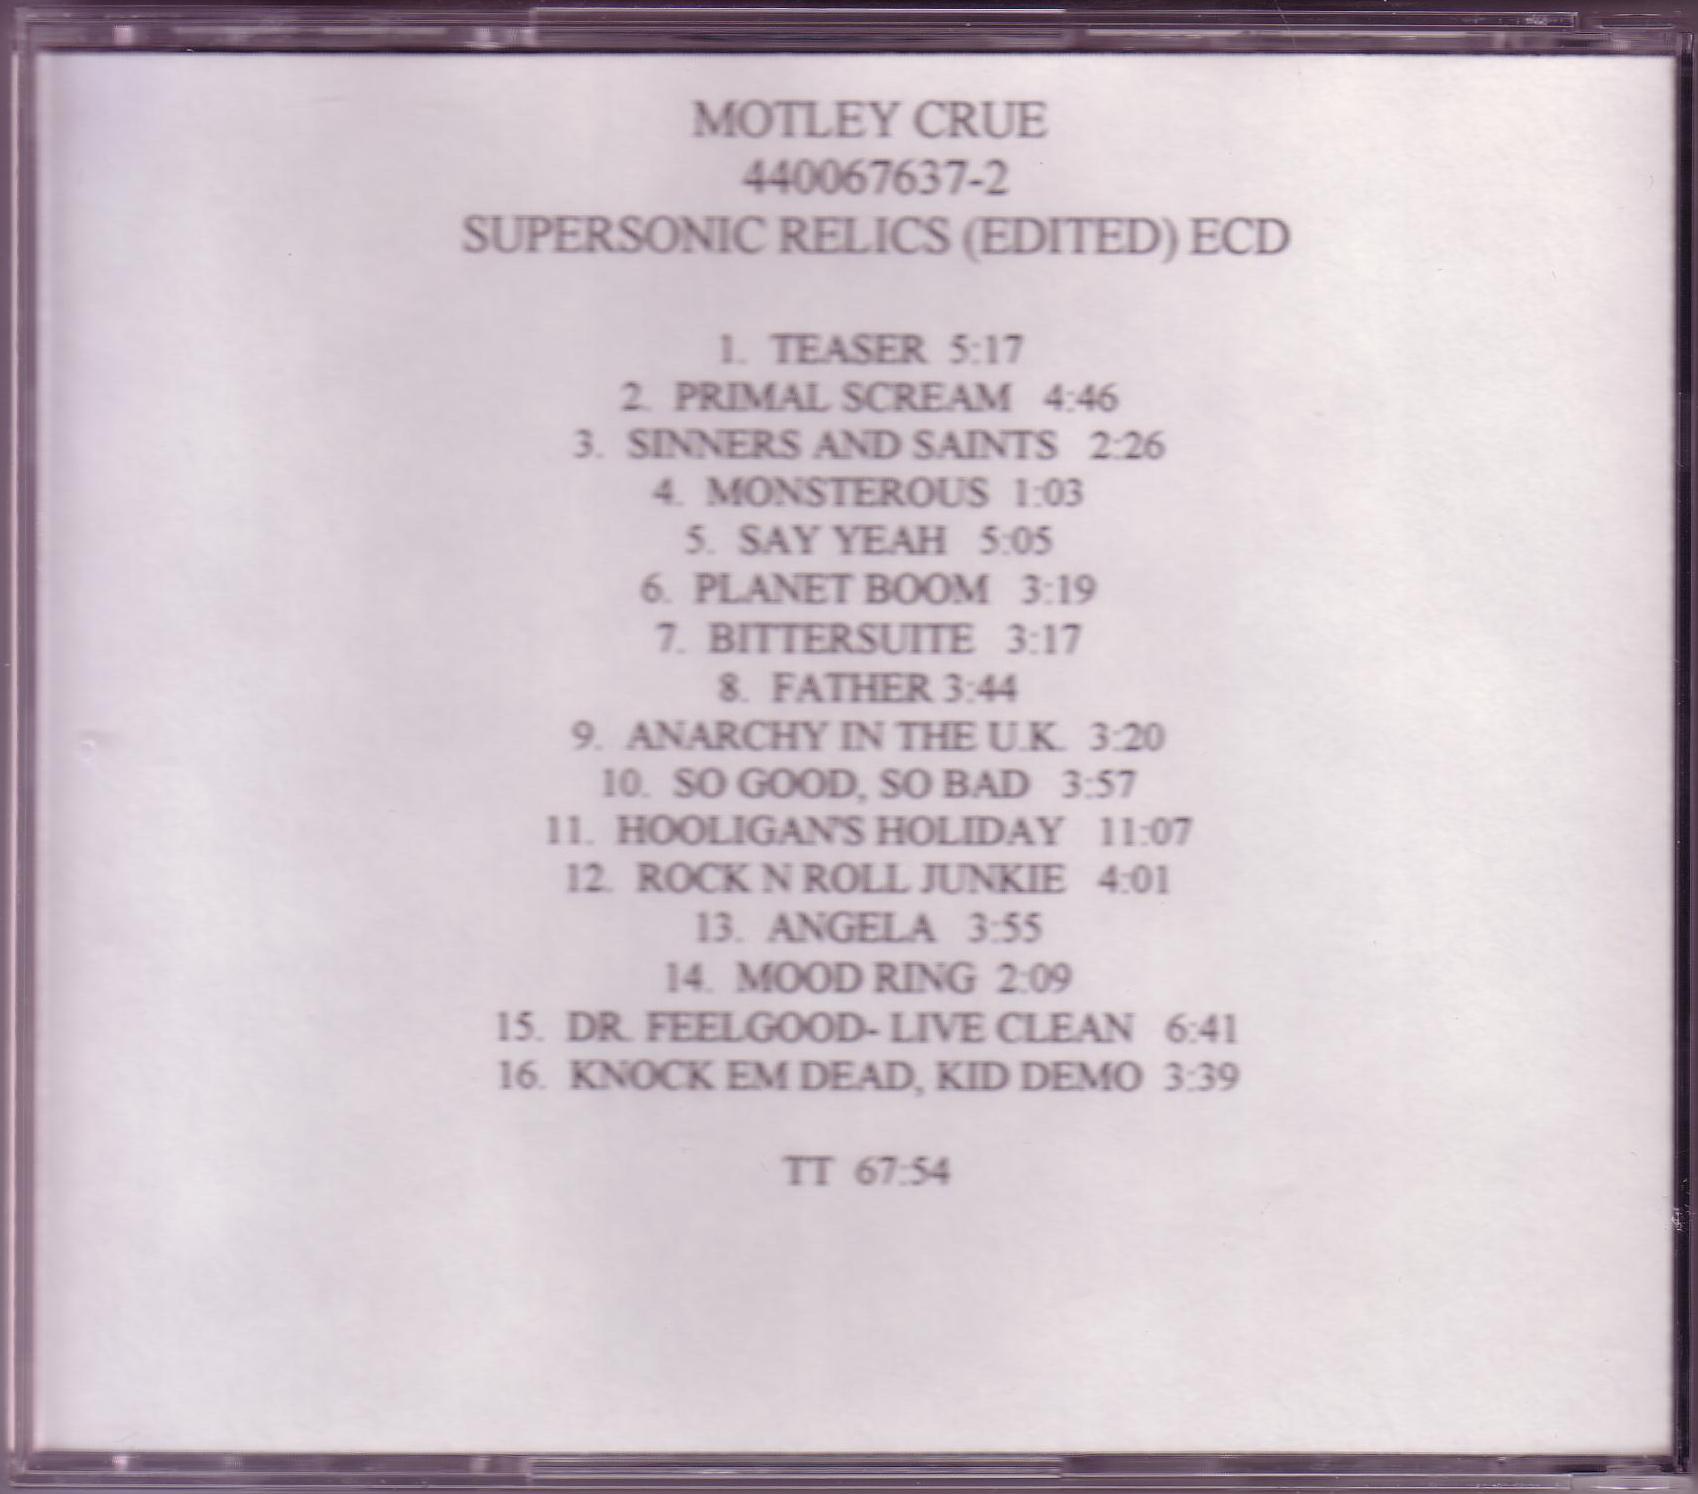 MOTLEY CRUE
440067637-2
SUPERSONIC RELICS (EDITED) ECD
1. TEASER 5:17
2. PRIMAL SCREAM 4:46
3. SINNERS AND SAINTS 2:26
4. MONSTEROUS 1:03
5. SAY YEAH 5:05
6. PLANET BOOM 3:19
7. BITTERSUITE 3:17
8. FATHER 3:44
9. ANARCHY IN THE U.K. 3:20
10. SO GOOD, SO BAD 3:57
11. HOOLIGAN'S HOLIDAY 11:07
12. ROCK N ROLL JUNKIE 4:01
13. ANGELA 3:55
14. MOOD RING 2:09
15. DR. FEELGOOD- LIVE CLEAN 6:41
16. KNOCK EM DEAD, KID DEMO 3:39
TT 67:54